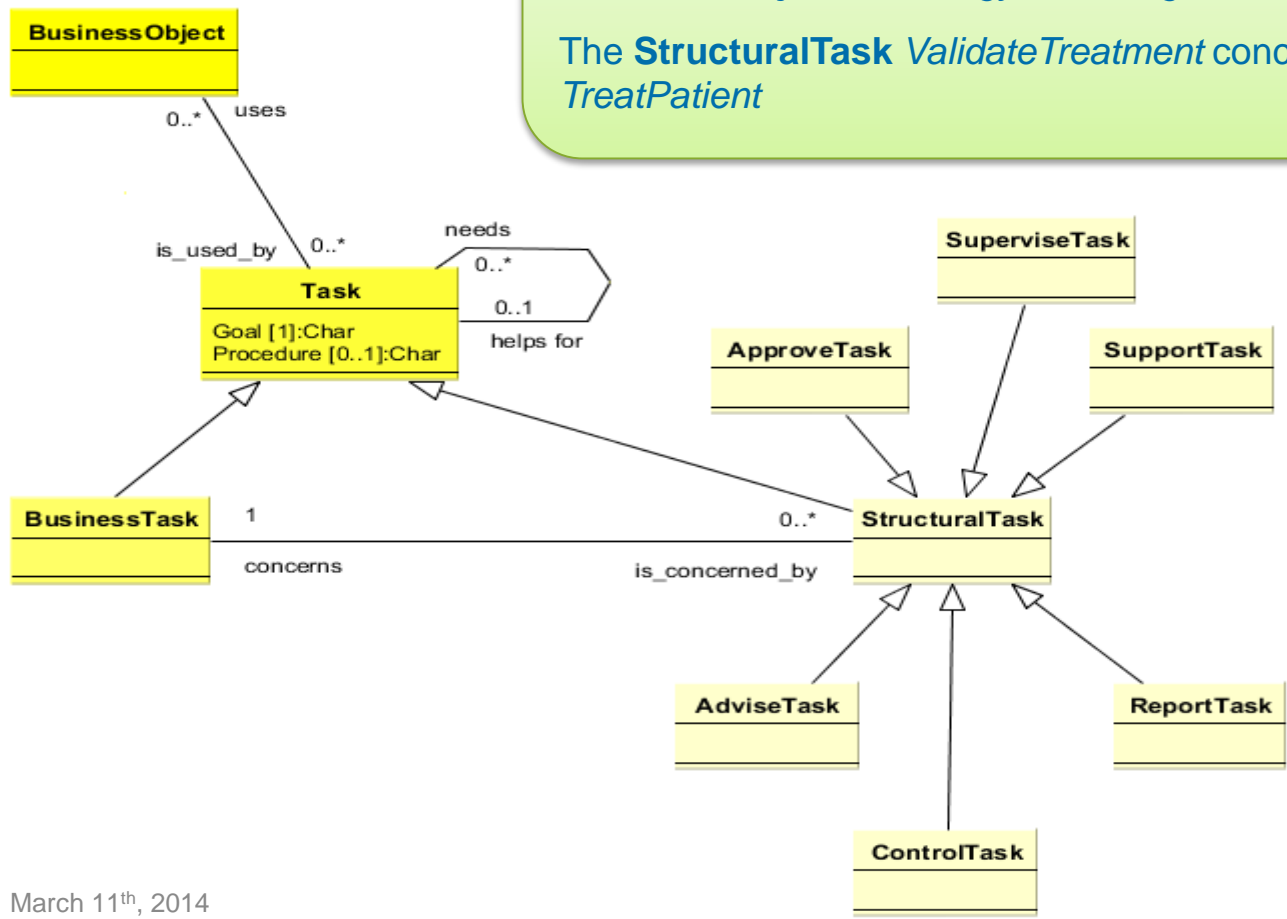 The StructuralTask ValidateTreatment
TreatPatient
BusinessObject
0..*
uses
is_used_by
0..*
needs
0..*
Task
0..1
Goal [1]:Char
Procedure [0..1]:Char
helps for
SuperviseTask
ApproveTask
SupportTask
BusinessTask
1
0..*
StructuralTask
concerns
is_concerned_by
AdviseTask
ReportTask
ControlTask
March 11th, 2014